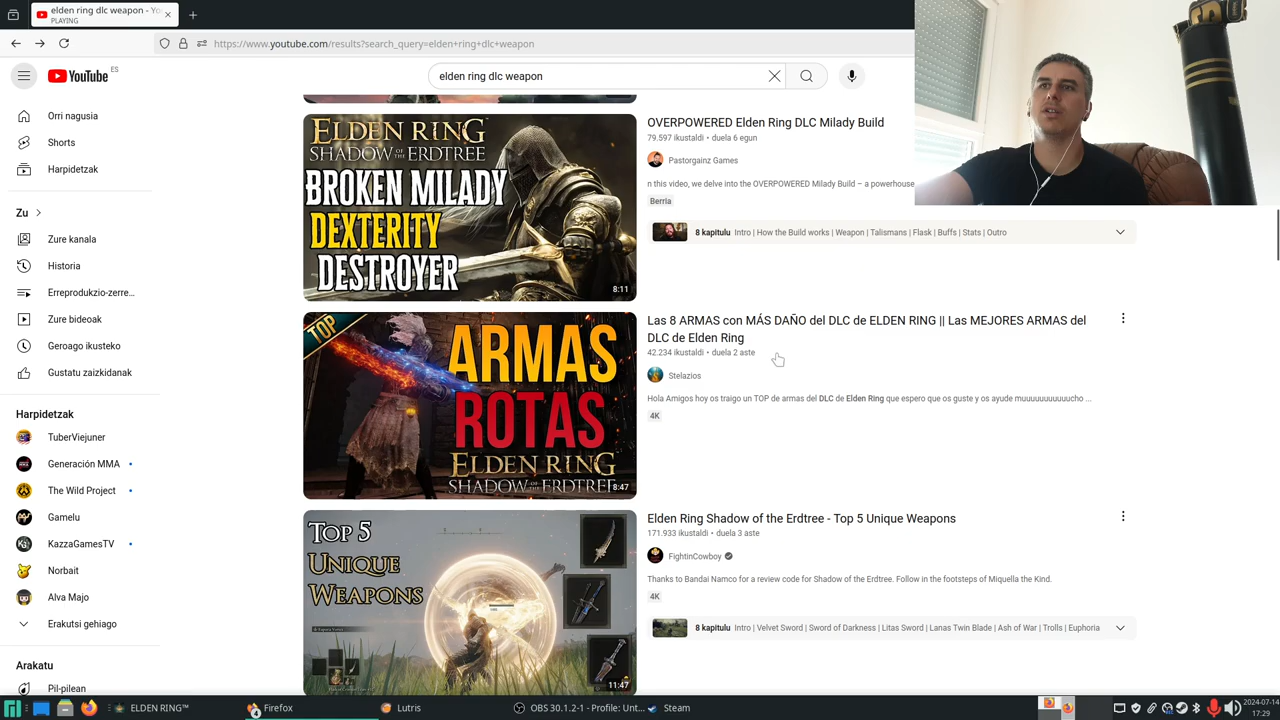 elden ring dlc weapon - Yo
PLAYING
https://www.youtube.com/results?search_query=elden+ring+dlc+weapon
YouTube ES
elden ring dlc weapon
Orri nagusia
Shorts
Harpidetzak
Zu
Zure kanala
Historia
Erreprodukzio-zerre...
Zure bideoak
Geroago ikusteko
Gustatu zaizkidanak
Harpidetzak
TuberViejuner
Generación MMA
The Wild Project
Gamelu
KazzaGamesTV
Norbait
Alva Majo
Erakutsi gehiago
Arakatu
Pil-pilean
ELDEN RING
SHADOW OF THE ERDTREE
BROKEN MILADY
DEXTERITY
DESTROYER
8:11
OVERPOWERED Elden Ring DLC Milady Build
79.597 ikustaldi • duela 6 egun
Pastorgainz Games
n this video, we delve into the OVERPOWERED Milady Build – a powerhouse
Berria
8 kapitulu Intro | How the Build works | Weapon | Talismans | Flask | Buffs | Stats | Outro
TOP
ARMAS
ROTAS
ELDEN RING
SHADOW OF THE ERDTREE
8:47
Las 8 ARMAS con MÁS DAÑO del DLC de ELDEN RING || Las MEJORES ARMAS del
DLC de Elden Ring
42.234 ikustaldi • duela 2 aste
Stelazios
Hola Amigos hoy os traigo un TOP de armas del DLC de Elden Ring que espero que os guste y os ayude muuuuuuuuuuucho ...
4K
Top 5
Unique
Weapons
11:47
Elden Ring Shadow of the Erdtree - Top 5 Unique Weapons
171.933 ikustaldi • duela 3 aste
FightinCowboy
Thanks to Bandai Namco for a review code for Shadow of the Erdtree. Follow in the footsteps of Miquella the Kind.
4K
8 kapitulu Intro | Velvet Sword | Sword of Darkness | Litas Sword | Lanas Twin Blade | Ash of War | Trolls | Euphoria
ELDEN RING™
4 Firefox
Lutris
OBS 30.1.2-1 - Profile: Unt...
Steam
2024-07-14
17:29